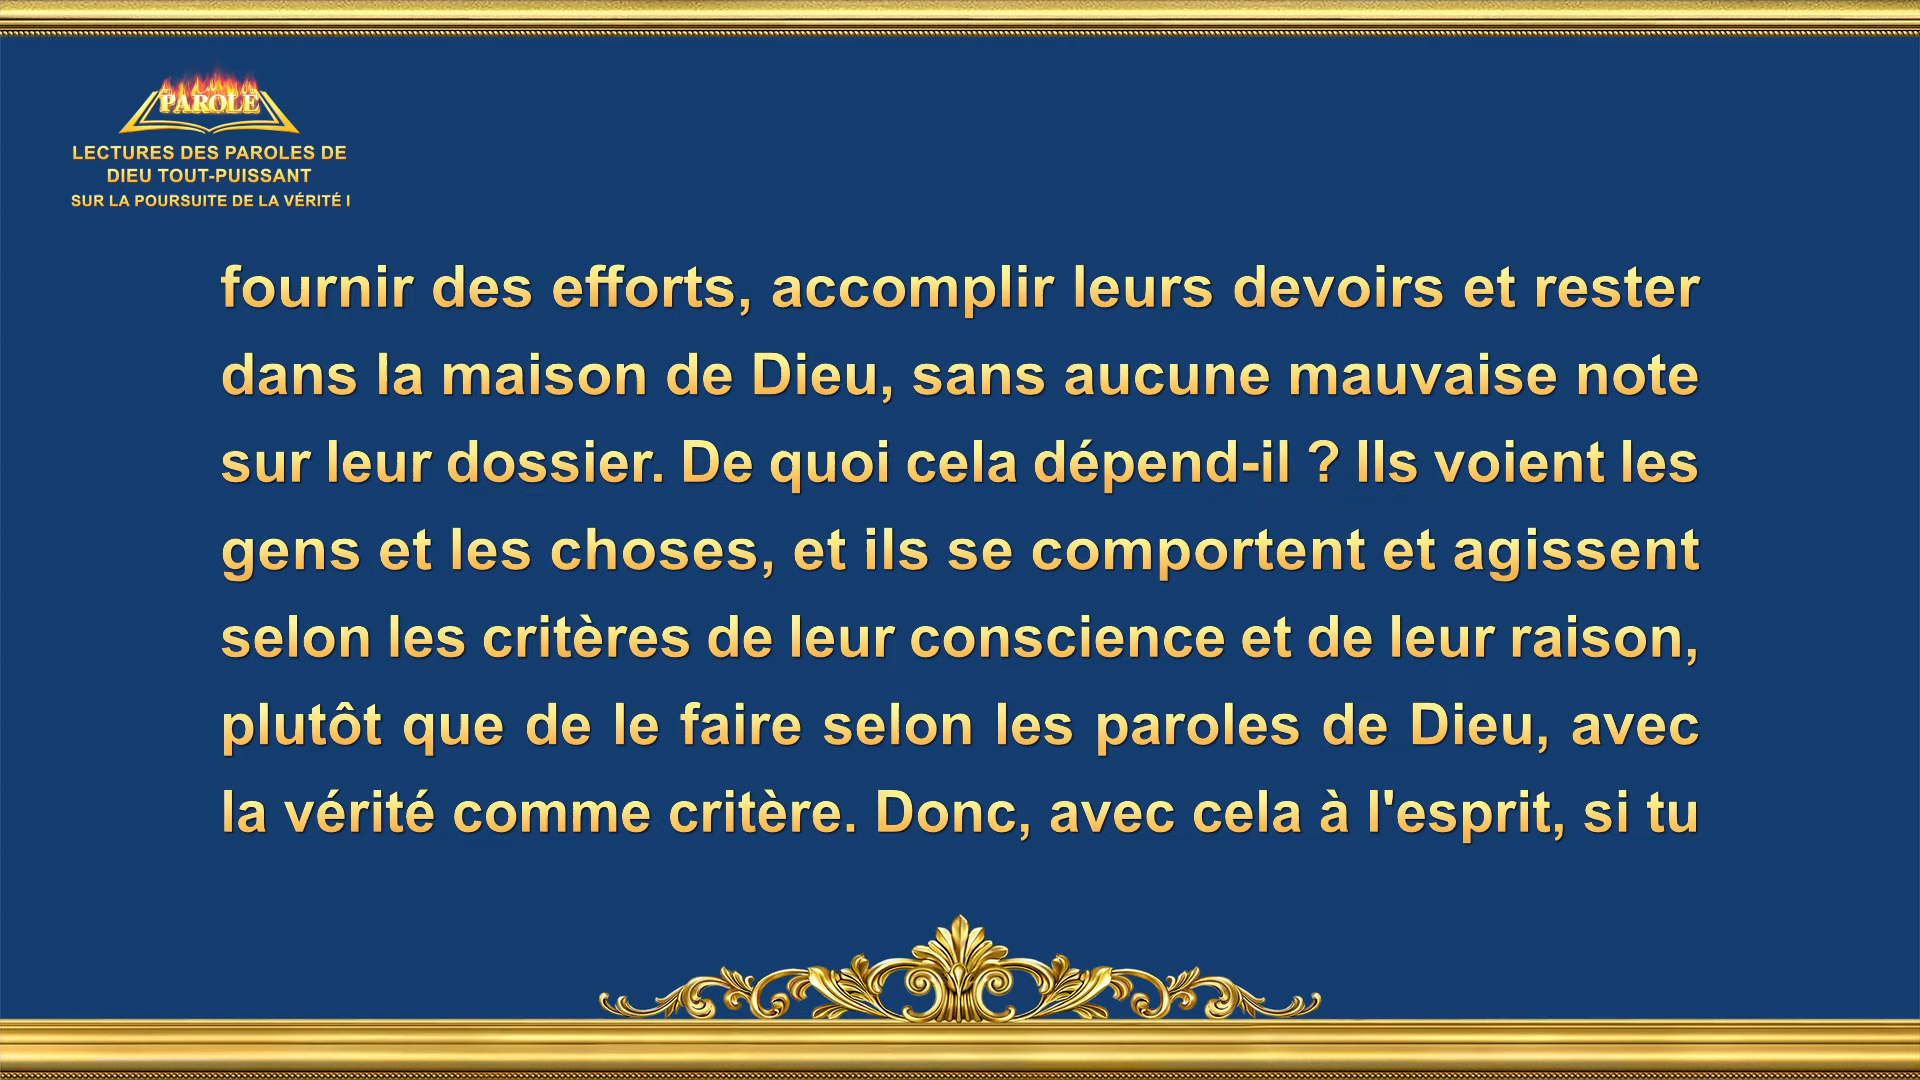 PAROLE
LECTURES DES PAROLES DE
DIEU TOUT-PUISSANT
SUR LA POURSUITE DE LA VÉRITÉ I
fournir des efforts, accomplir leurs devoirs et rester
dans la maison de Dieu, sans aucune mauvaise note
sur leur dossier. De quoi cela dépend-il ? Ils voient les
gens et les choses, et ils se comportent et agissent
selon les critères de leur conscience et de leur raison,
plutôt que de le faire selon les paroles de Dieu, avec
la vérité comme critère. Donc, avec cela à l'esprit, si tu